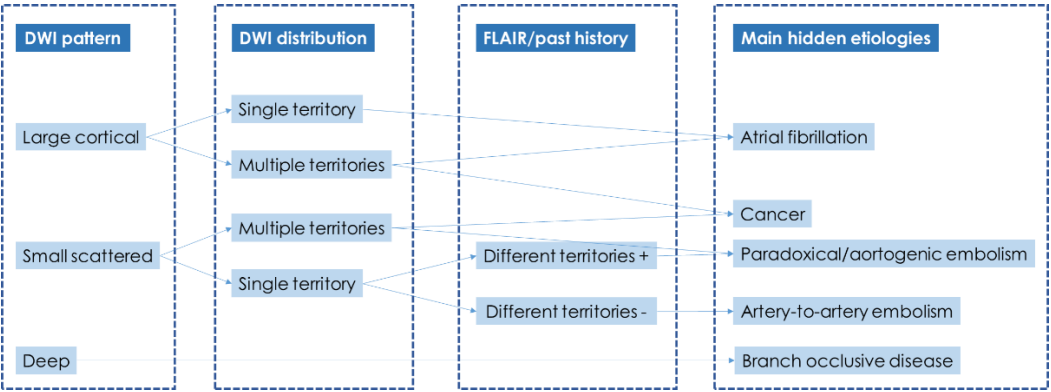 DWI pattern
DWI distribution
FLAIR/past history
Main hidden etiologies
Single territory
Large cortical
Atrial fibrillation
Multiple territories
Cancer
Multiple territories
Small scattered
Different territories +
Paradoxical/aortogenic embolism
Single territory
Different territories -
Artery-to-artery embolism
Deep
Branch occlusive disease